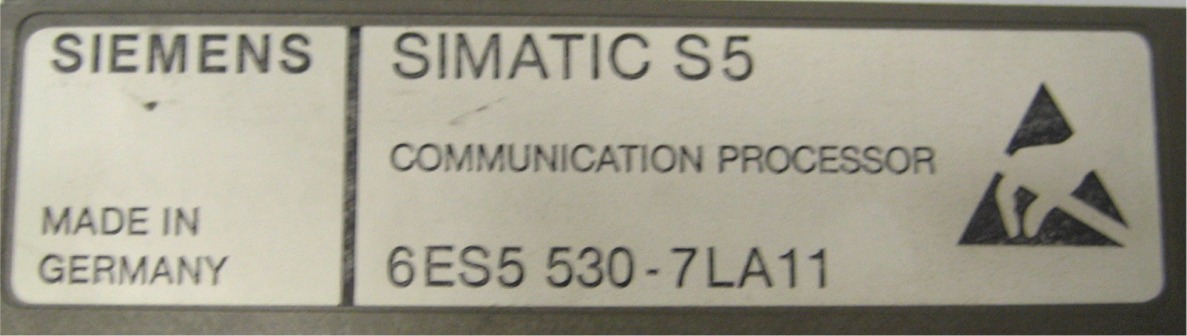 SIEMENS
MADE IN
GERMANY
SIMATIC S5
COMMUNICATION PROCESSOR
6ES5 530-7LA11